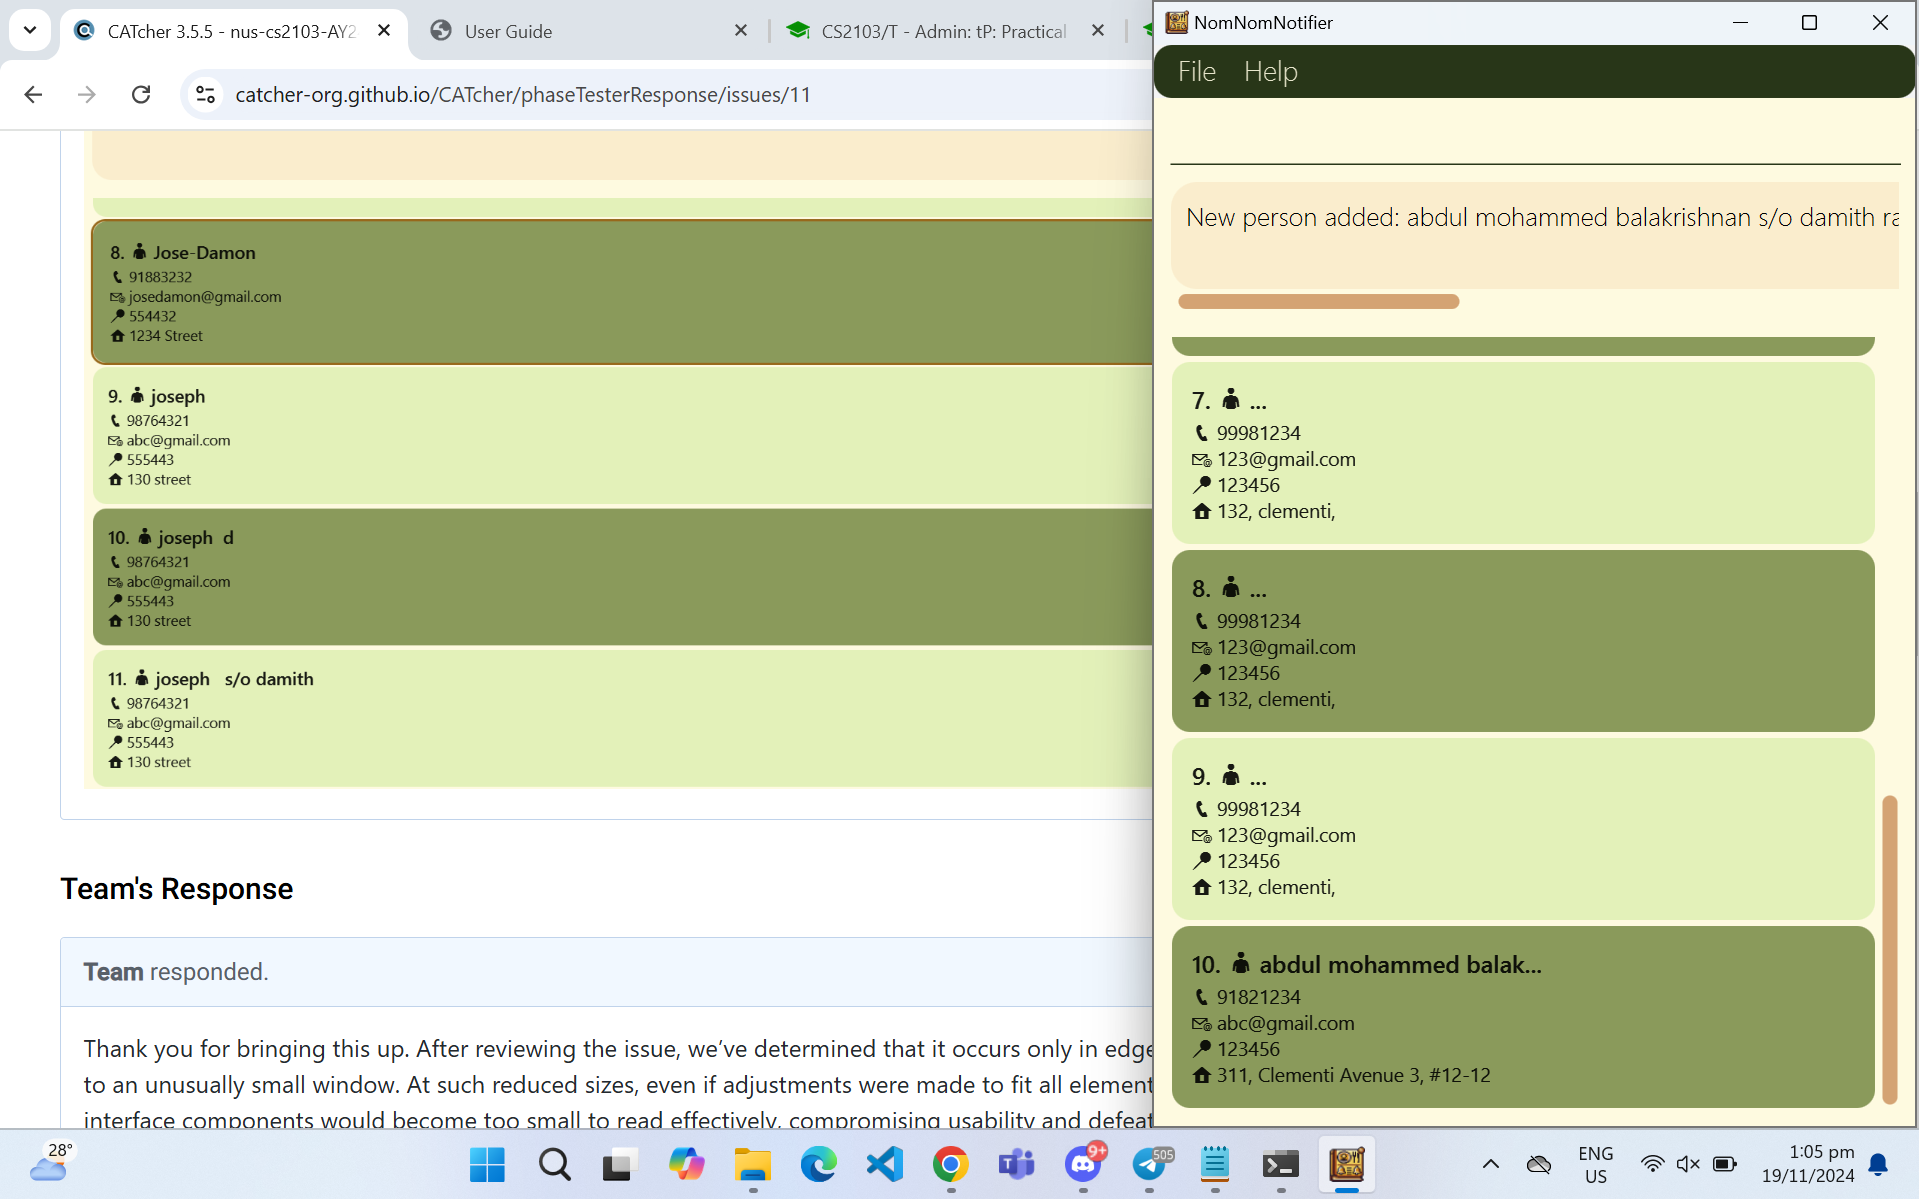 CATcher 3.5.5 - nus-cs2103-AY2
User Guide
CS2103/T - Admin: tP: Practical
catcher-org.github.io/CATcher/phaseTesterResponse/issues/11
8. Jose-Damon
91883232
josedamon@gmail.com
554432
1234 Street
9. joseph
98764321
abc@gmail.com
555443
130 street
10. joseph  d
98764321
abc@gmail.com
555443
130 street
11. joseph   s/o damith
98764321
abc@gmail.com
555443
130 street
Team's Response
Team responded.
Thank you for bringing this up. After reviewing the issue, we’ve determined that it occurs only in edge
to an unusually small window. At such reduced sizes, even if adjustments were made to fit all element
interface components would become too small to read effectively, compromising usability and defea
NomNomNotifier
File Help
New person added: abdul mohammed balakrishnan s/o damith ra
7. ...
99981234
123@gmail.com
123456
132, clementi,
8. ...
99981234
123@gmail.com
123456
132, clementi,
9. ...
99981234
123@gmail.com
123456
132, clementi,
10. abdul mohammed balak...
91821234
abc@gmail.com
123456
311, Clementi Avenue 3, #12-12
28°
9+
505
ENG
US
1:05 pm
19/11/2024